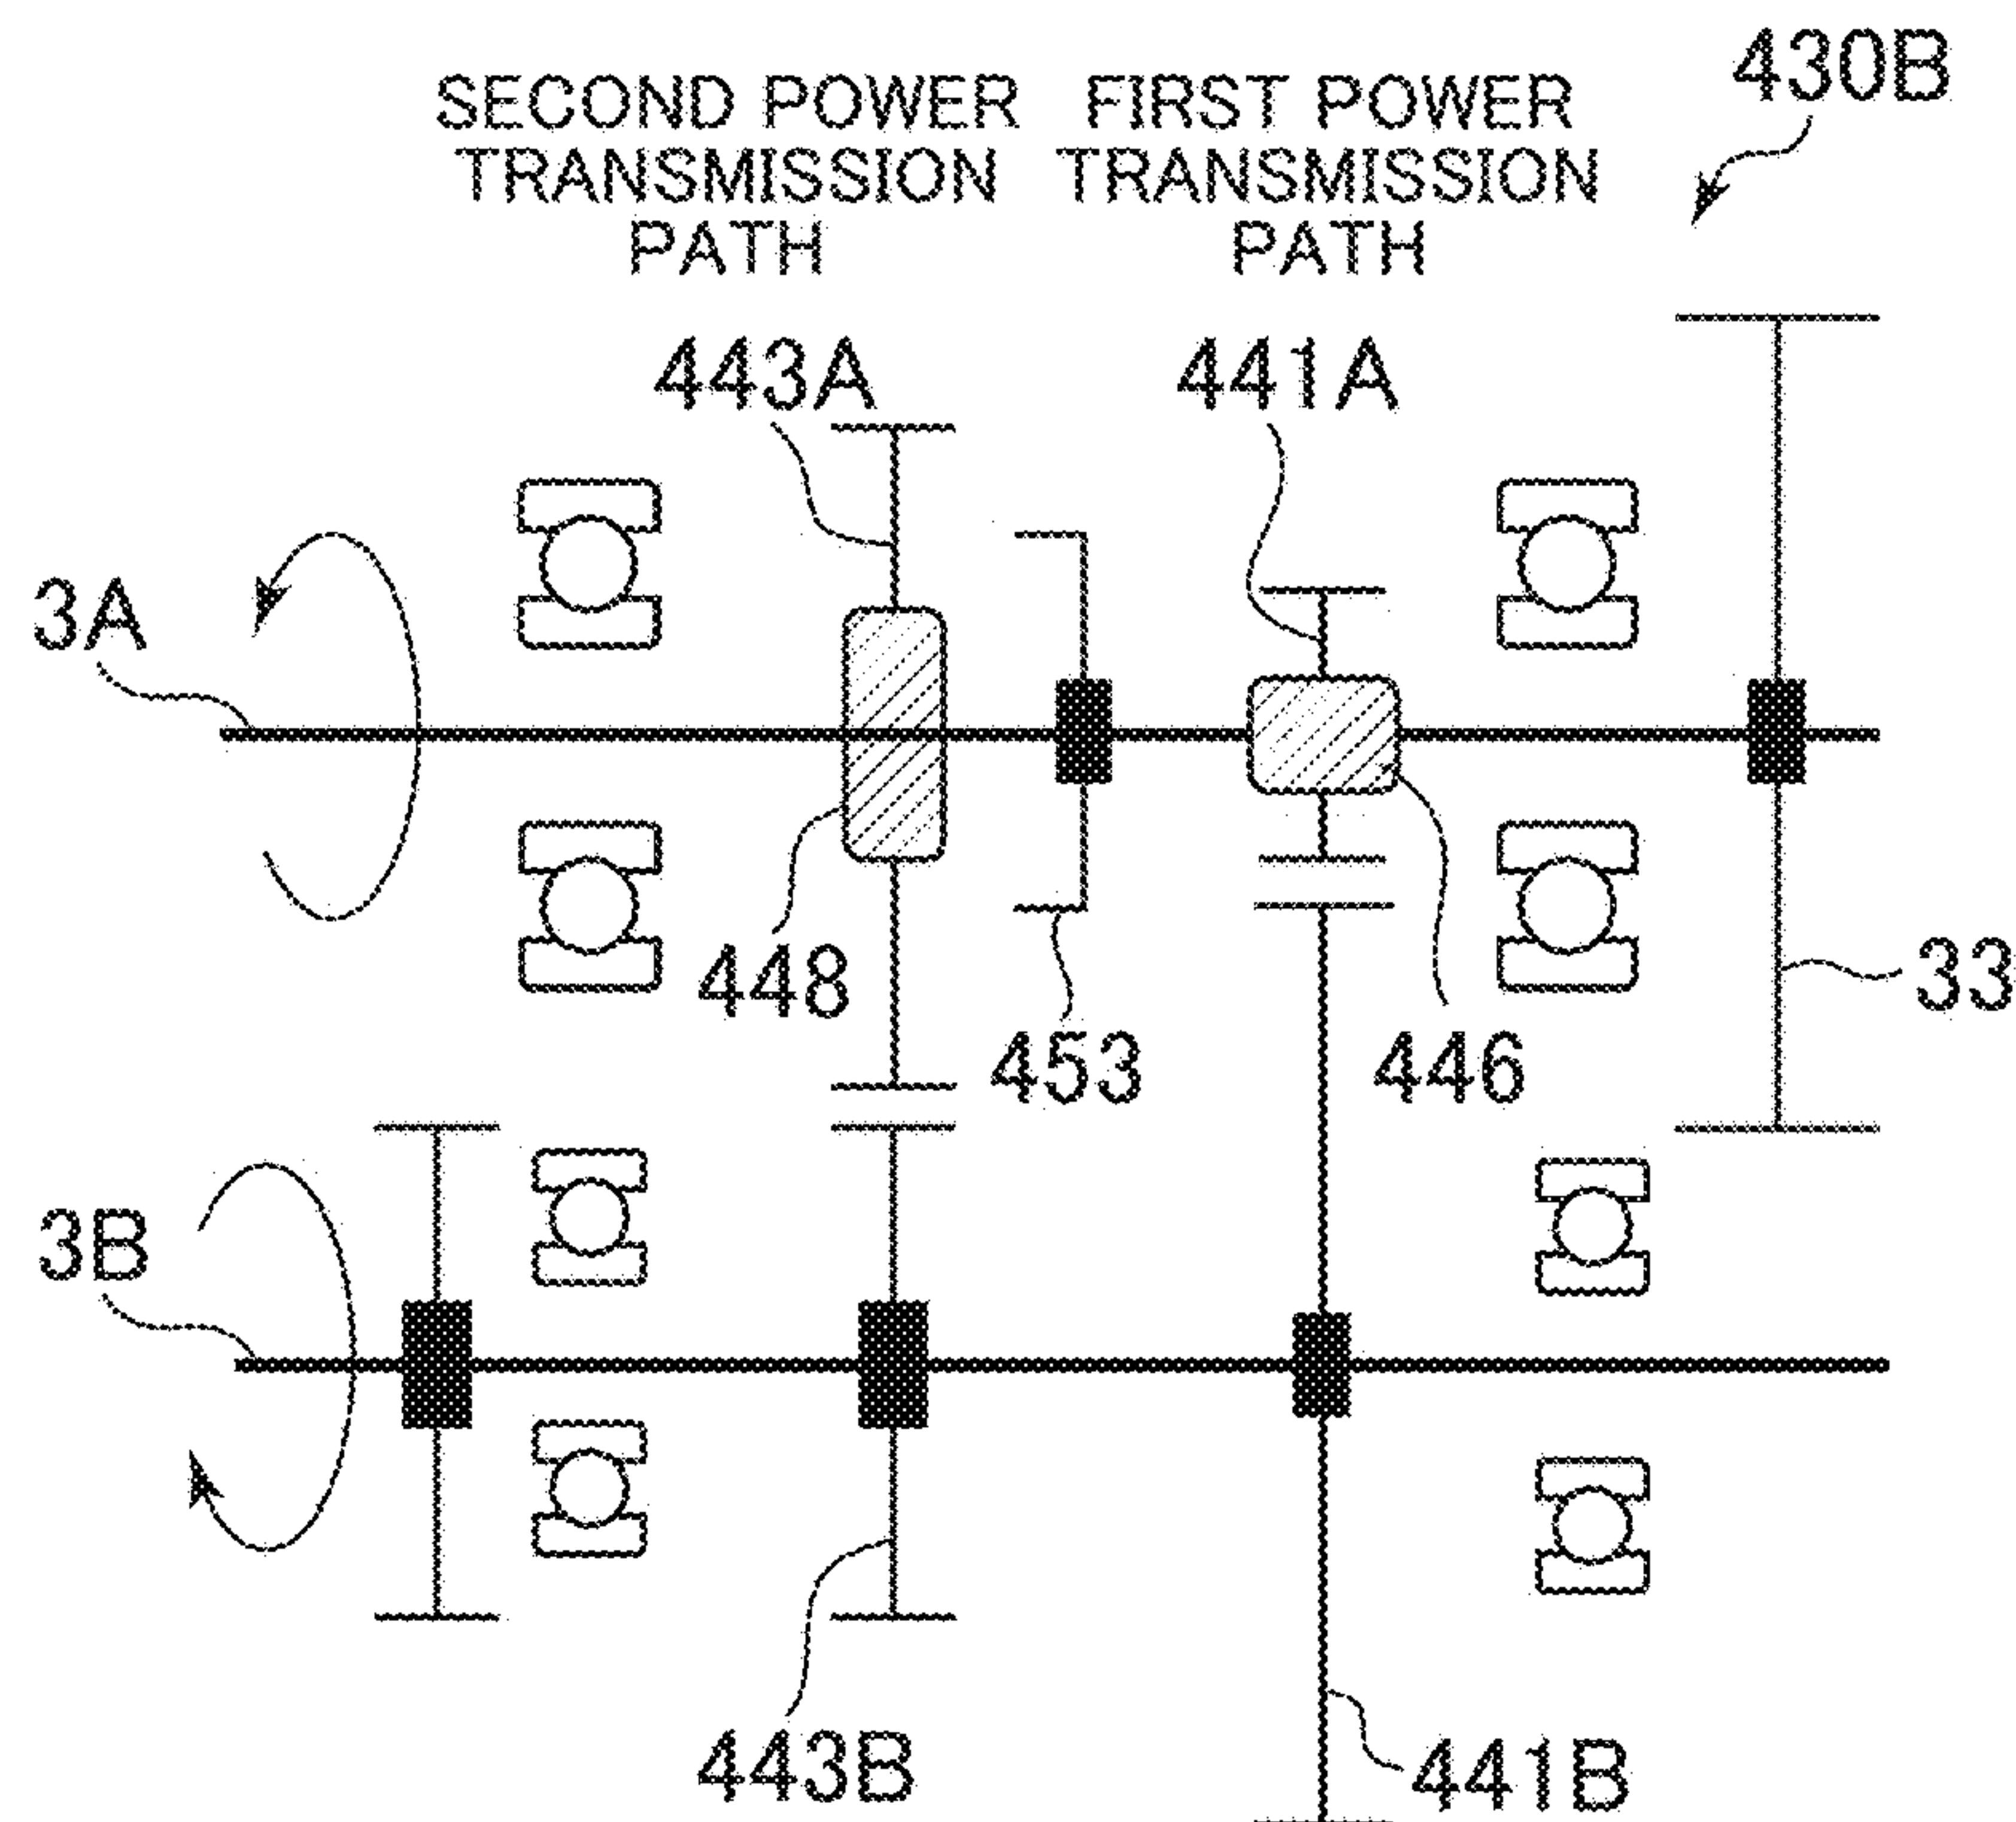 430B
SECOND POWER
TRANSMISSION
PATH
FIRST POWER
TRANSMISSION
PATH
443A
441A
3A
448
453
446
33
3B
443B
441B